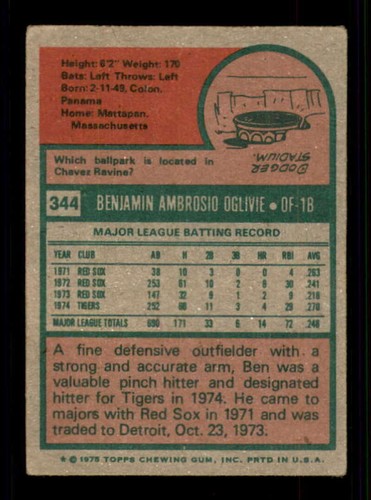 Height: 6'2" Weight: 170
Bats: Left Throws: Left
Born: 2-11-49, Colon,
Panama
Home: Mattapan,
Massachusetts
Which ballpark is located in
Chavez Ravine?
DODGER
STADIUM.
344 BENJAMIN AMBROSIO OGLIVIE • OF-1B
MAJOR LEAGUE BATTING RECORD
YEAR CLUB AB H 2B 3B HR RBI AVG
1971 RED SOX 38 10 3 0 0 4 .263
1972 RED SOX 253 61 10 2 8 30 .241
1973 RED SOX 147 32 9 1 2 9 .218
1974 TIGERS 252 68 11 3 4 29 .270
MAJOR LEAGUE TOTALS 690 171 33 6 14 72 .248
A fine defensive outfielder with a
strong and accurate arm, Ben was a
valuable pinch hitter and designated
hitter for Tigers in 1974. He came to
majors with Red Sox in 1971 and was
traded to Detroit, Oct. 23, 1973.
* © 1975 TOPPS CHEWING GUM, INC. PRTD IN U.S.A.